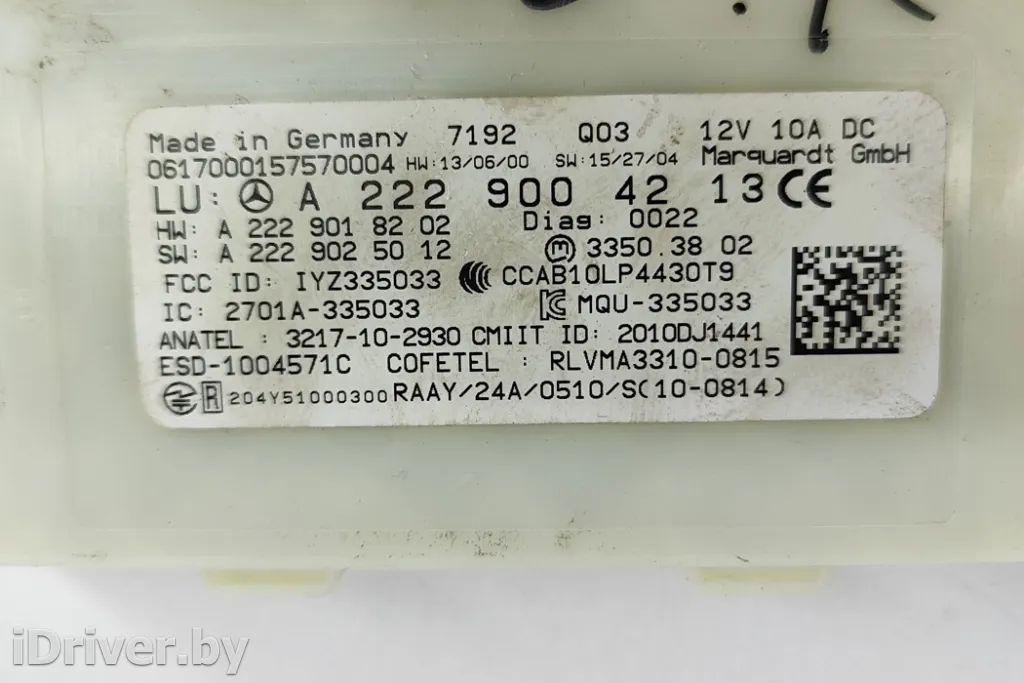 Made in Germany 7192 Q03 12V 10A DC
0617000157570004 HW:13/06/00 SW:15/27/04 Marquardt GmbH
LU: A 222 900 42 13 CE
HW: A 222 901 82 02 Diag: 0022
SW: A 222 902 50 12 M 3350.38 02
FCC ID: IYZ335033 CCAB10LP4430T9
IC: 2701A-335033 MQU-335033
ANATEL : 3217-10-2930 CMIIT ID: 2010DJ1441
ESD-1004571C COFETEL : RLVMA3310-0815
R 204Y51000300 RAAY/24A/0510/S(10-0814)
iDriver.by